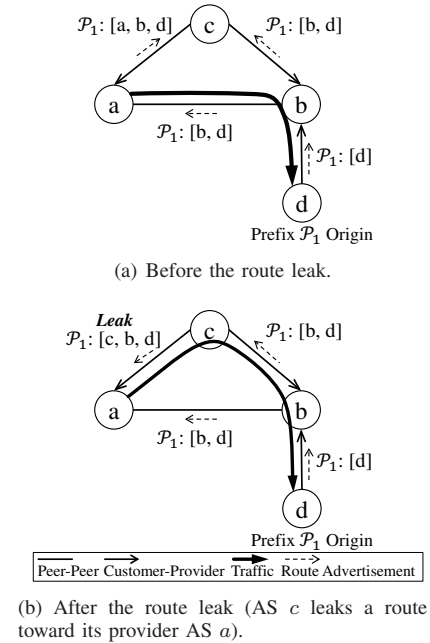 c
𝒫₁: [a, b, d]
𝒫₁: [b, d]
a
b
𝒫₁: [b, d]
𝒫₁: [d]
d
Prefix 𝒫₁ Origin
(a) Before the route leak.
Leak
c
𝒫₁: [c, b, d]
𝒫₁: [b, d]
a
b
𝒫₁: [b, d]
𝒫₁: [d]
d
Prefix 𝒫₁ Origin
Peer-Peer Customer-Provider Traffic Route Advertisement
(b) After the route leak (AS c leaks a route
toward its provider AS a).